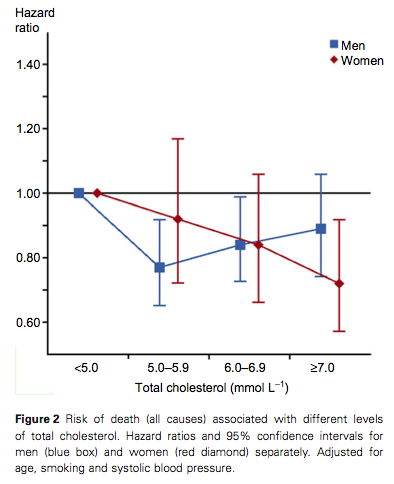 Hazard
ratio
Men
Women
1.40
1.20
1.00
0.80
0.60
<5.0 5.0–5.9 6.0–6.9 ≥7.0
Total cholesterol (mmol L⁻¹)
Figure 2 Risk of death (all causes) associated with different levels
of total cholesterol. Hazard ratios and 95% confidence intervals for
men (blue box) and women (red diamond) separately. Adjusted for
age, smoking and systolic blood pressure.